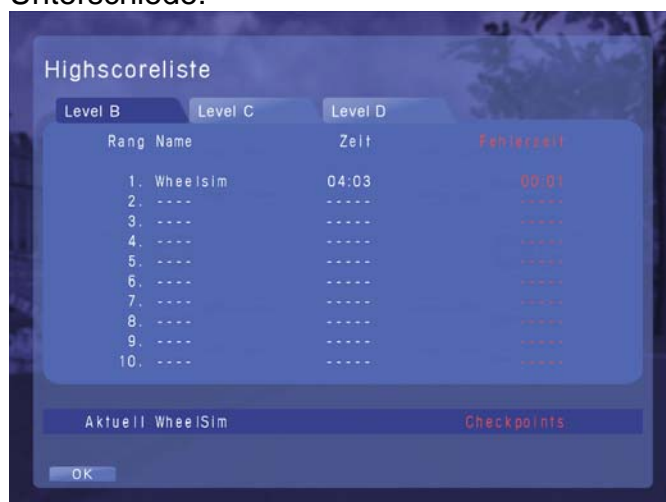 Unterschiede.
Highscoreliste
Level B Level C Level D
Rang Name Zeit Fehlerzeit
1. Wheelsim 04:03 00:01
2. ---- ----- -----
3. ---- ----- -----
4. ---- ----- -----
5. ---- ----- -----
6. ---- ----- -----
7. ---- ----- -----
8. ---- ----- -----
9. ---- ----- -----
10. ---- ----- -----
Aktuell WheelSim Checkpoints
OK